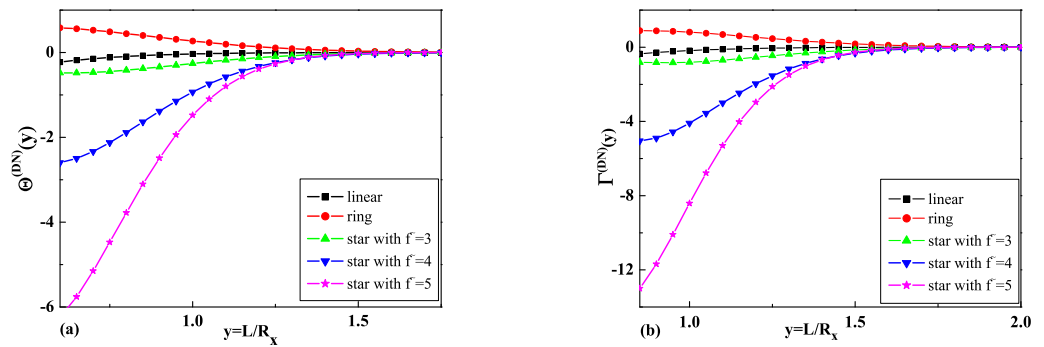 0
-2
-4
-6
Θ(DN)(y)
linear
ring
star with f=3
star with f=4
star with f=5
1.0
1.5
(a)
y=L/Rx
0
-4
-8
-12
Γ(DN)(y)
linear
ring
star with f=3
star with f=4
star with f=5
1.0
1.5
2.0
(b)
y=L/Rx